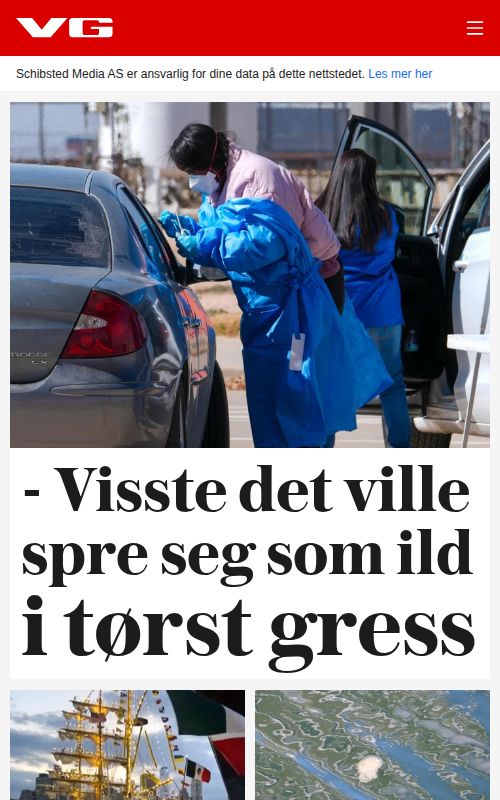 VG
Schibsted Media AS er ansvarlig for dine data på dette nettstedet. Les mer her
- Visste det ville
spre seg som ild
i tørst gress